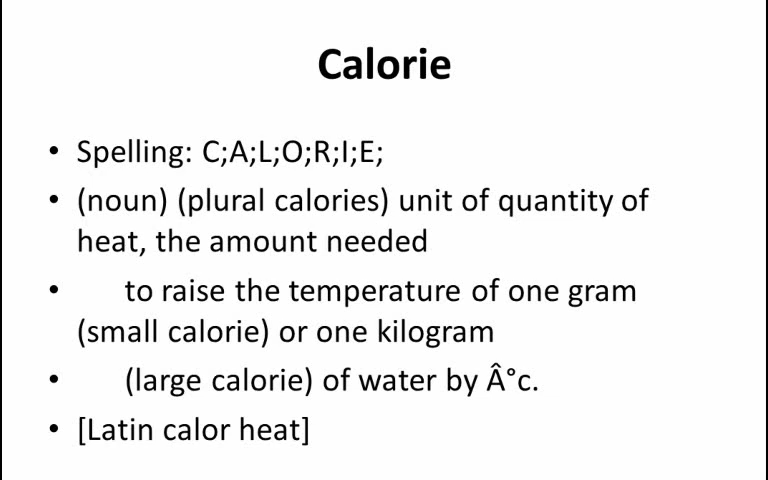 Calorie
• Spelling: C;A;L;O;R;I;E;
• (noun) (plural calories) unit of quantity of
heat, the amount needed
• to raise the temperature of one gram
(small calorie) or one kilogram
• (large calorie) of water by Â°c.
• [Latin calor heat]